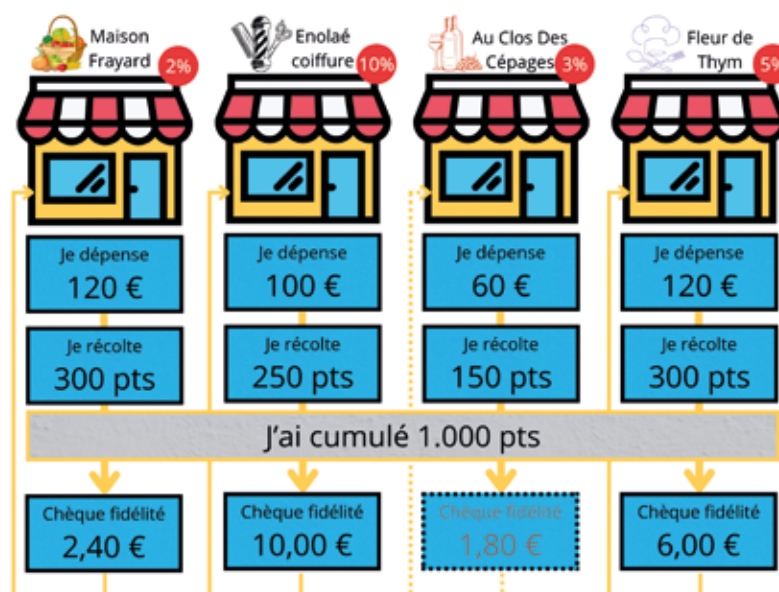 Maison
Frayard
2%
Enolaé
coiffure
10%
Au Clos Des
Cépages
3%
Fleur de
Thym
5%
Je dépense
120 €
Je dépense
100 €
Je dépense
60 €
Je dépense
120 €
Je récolte
300 pts
Je récolte
250 pts
Je récolte
150 pts
Je récolte
300 pts
J'ai cumulé 1.000 pts
Chèque fidélité
2,40 €
Chèque fidélité
10,00 €
Chèque fidélité
1,80 €
Chèque fidélité
6,00 €